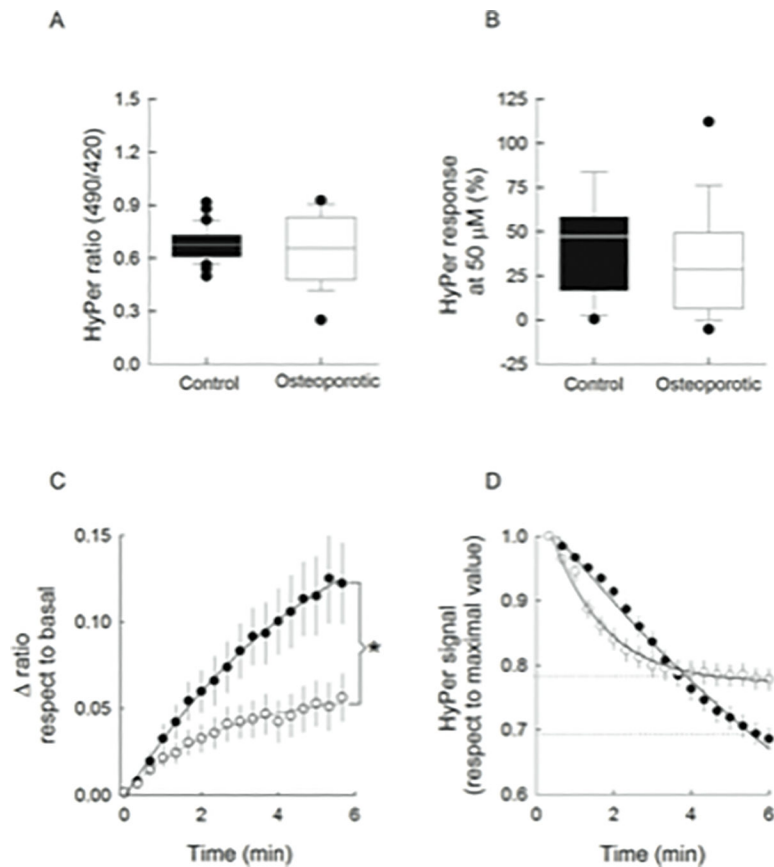 A
HyPer ratio (490/420)
1.5
1.2
0.9
0.6
0.3
0.0
Control
Osteoporotic
B
HyPer response
at 50 µM (%)
125
100
75
50
25
0
-25
Control
Osteoporotic
C
Δ ratio
respect to basal
0.15
0.10
0.05
0.00
0
2
4
6
Time (min)
*
D
HyPer signal
(respect to maximal value)
1.0
0.9
0.8
0.7
0.6
0
2
4
6
Time (min)